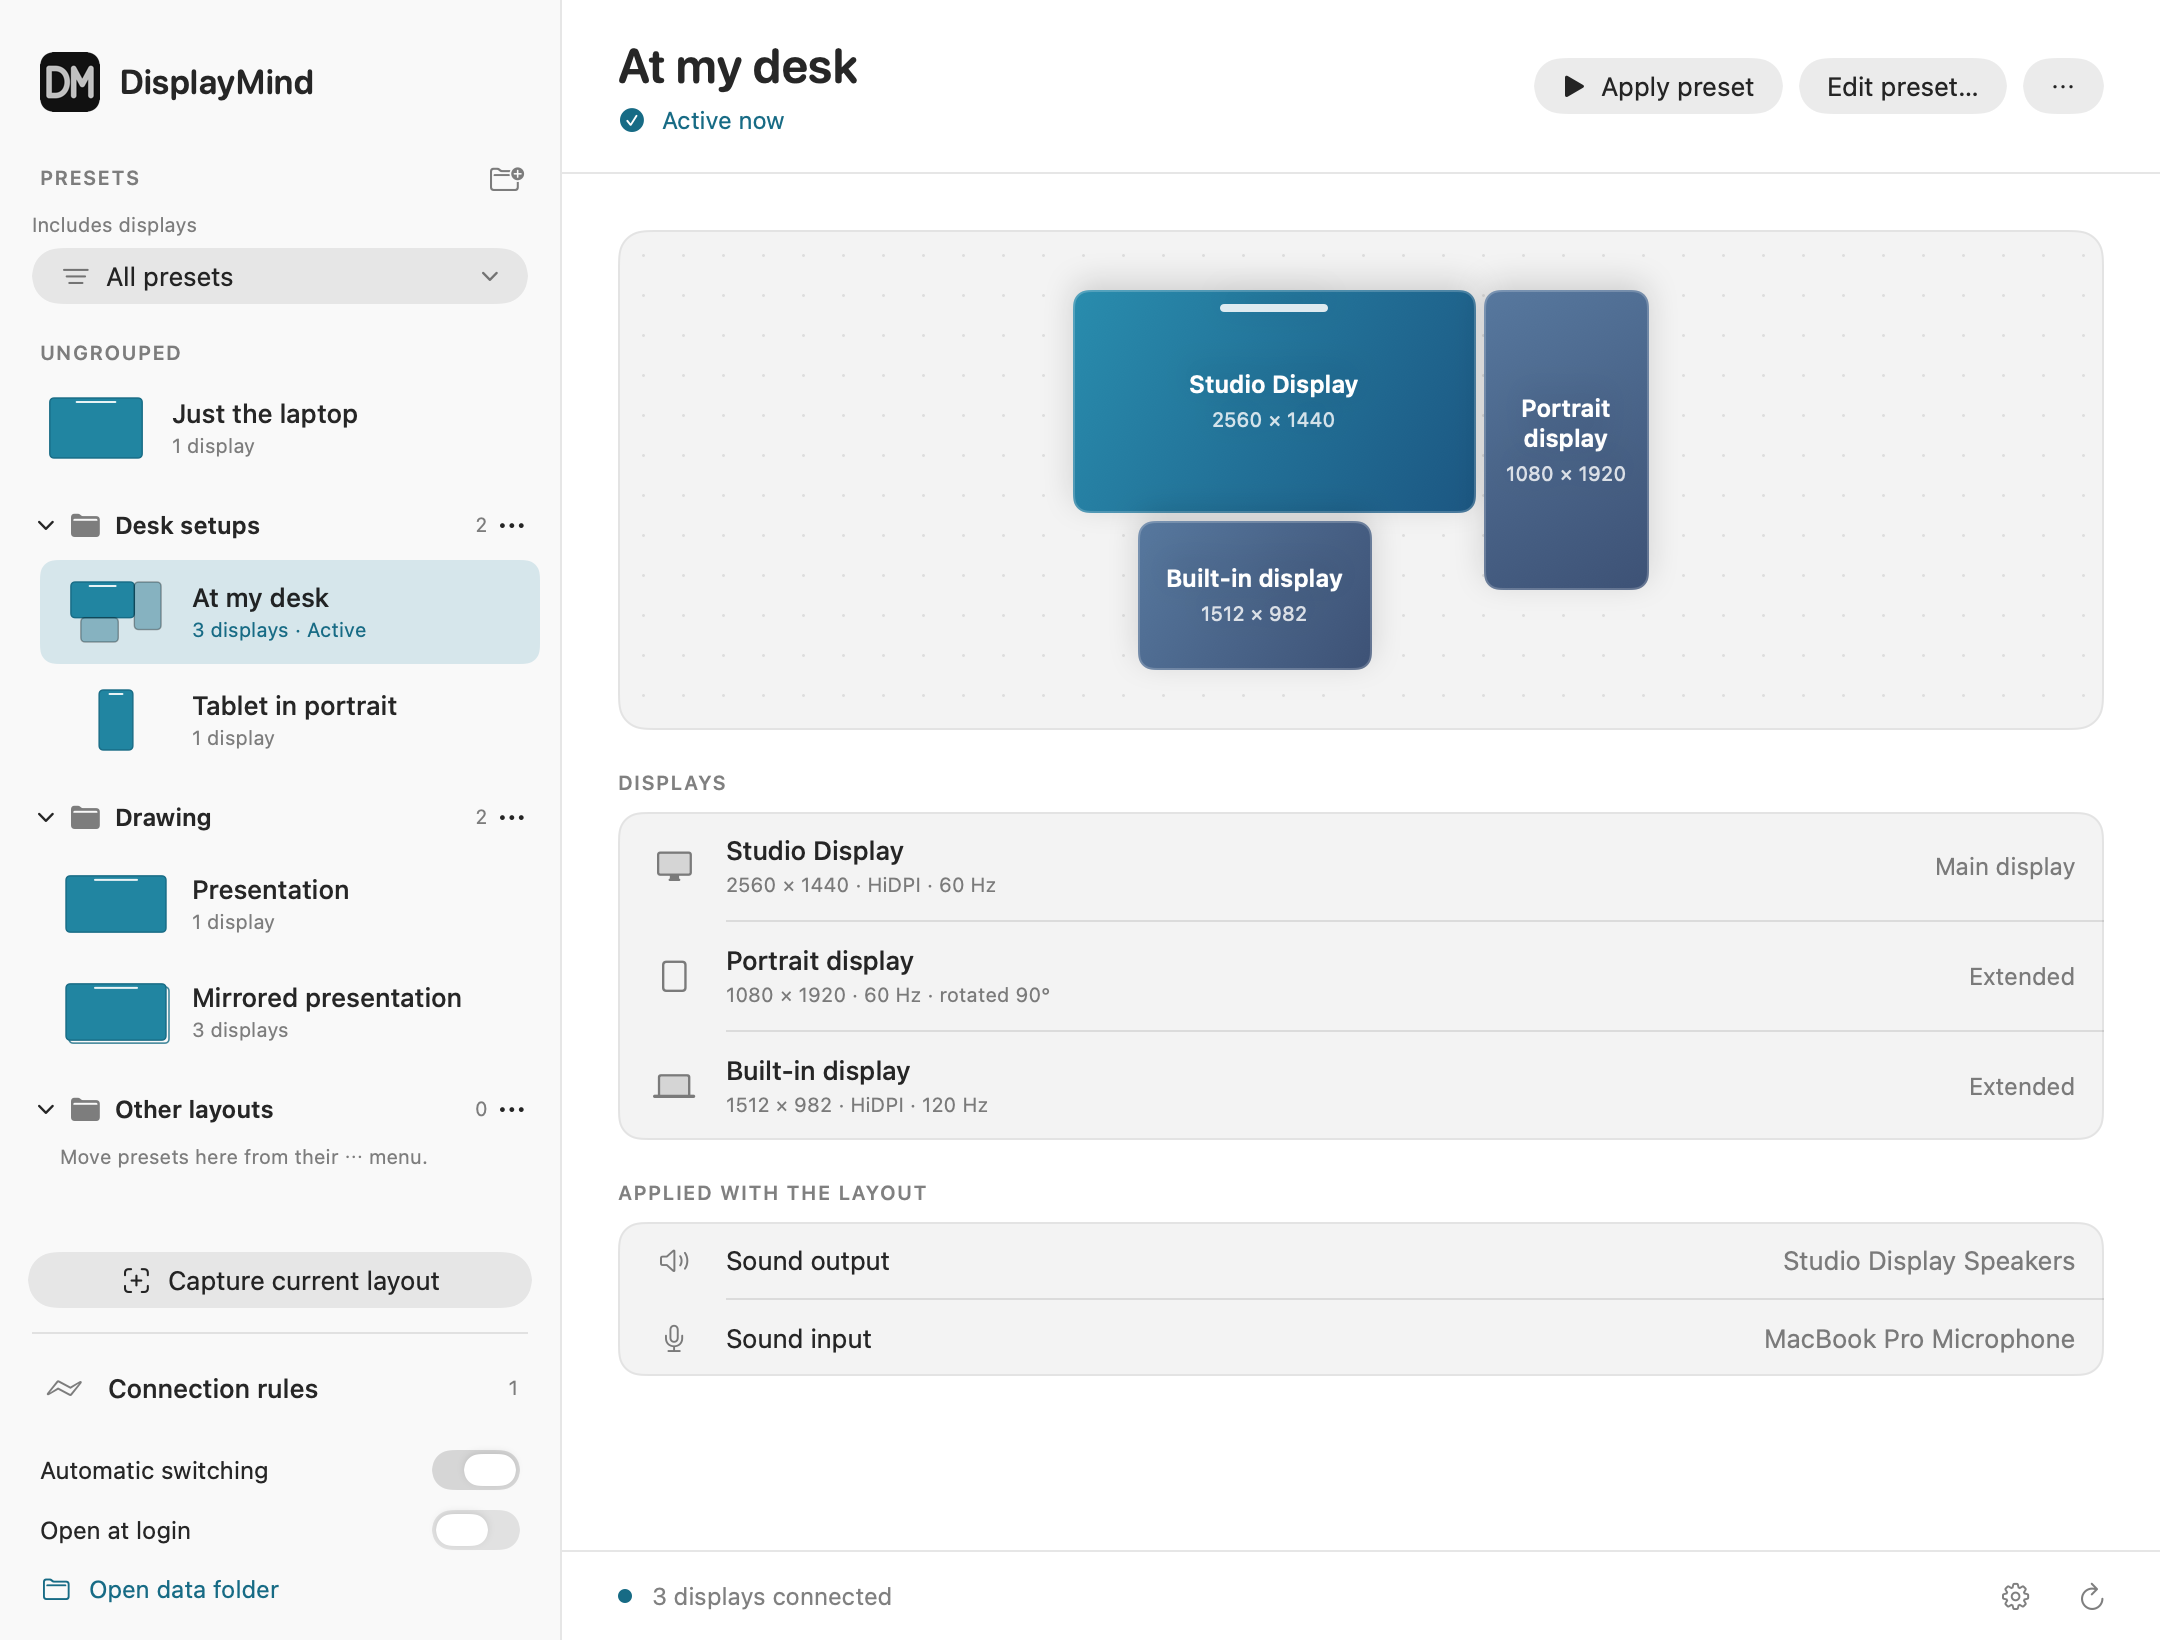 DM DisplayMind
PRESETS
Includes displays
All presets
UNGROUPED
Just the laptop
1 display
Desk setups 2
At my desk
3 displays · Active
Tablet in portrait
1 display
Drawing 2
Presentation
1 display
Mirrored presentation
3 displays
Other layouts 0
Move presets here from their ··· menu.
Capture current layout
Connection rules 1
Automatic switching
Open at login
Open data folder
At my desk
Active now
Apply preset
Edit preset...
Studio Display
2560 × 1440
Portrait
display
1080 × 1920
Built-in display
1512 × 982
DISPLAYS
Studio Display
2560 × 1440 · HiDPI · 60 Hz
Main display
Portrait display
1080 × 1920 · 60 Hz · rotated 90°
Extended
Built-in display
1512 × 982 · HiDPI · 120 Hz
Extended
APPLIED WITH THE LAYOUT
Sound output Studio Display Speakers
Sound input MacBook Pro Microphone
3 displays connected